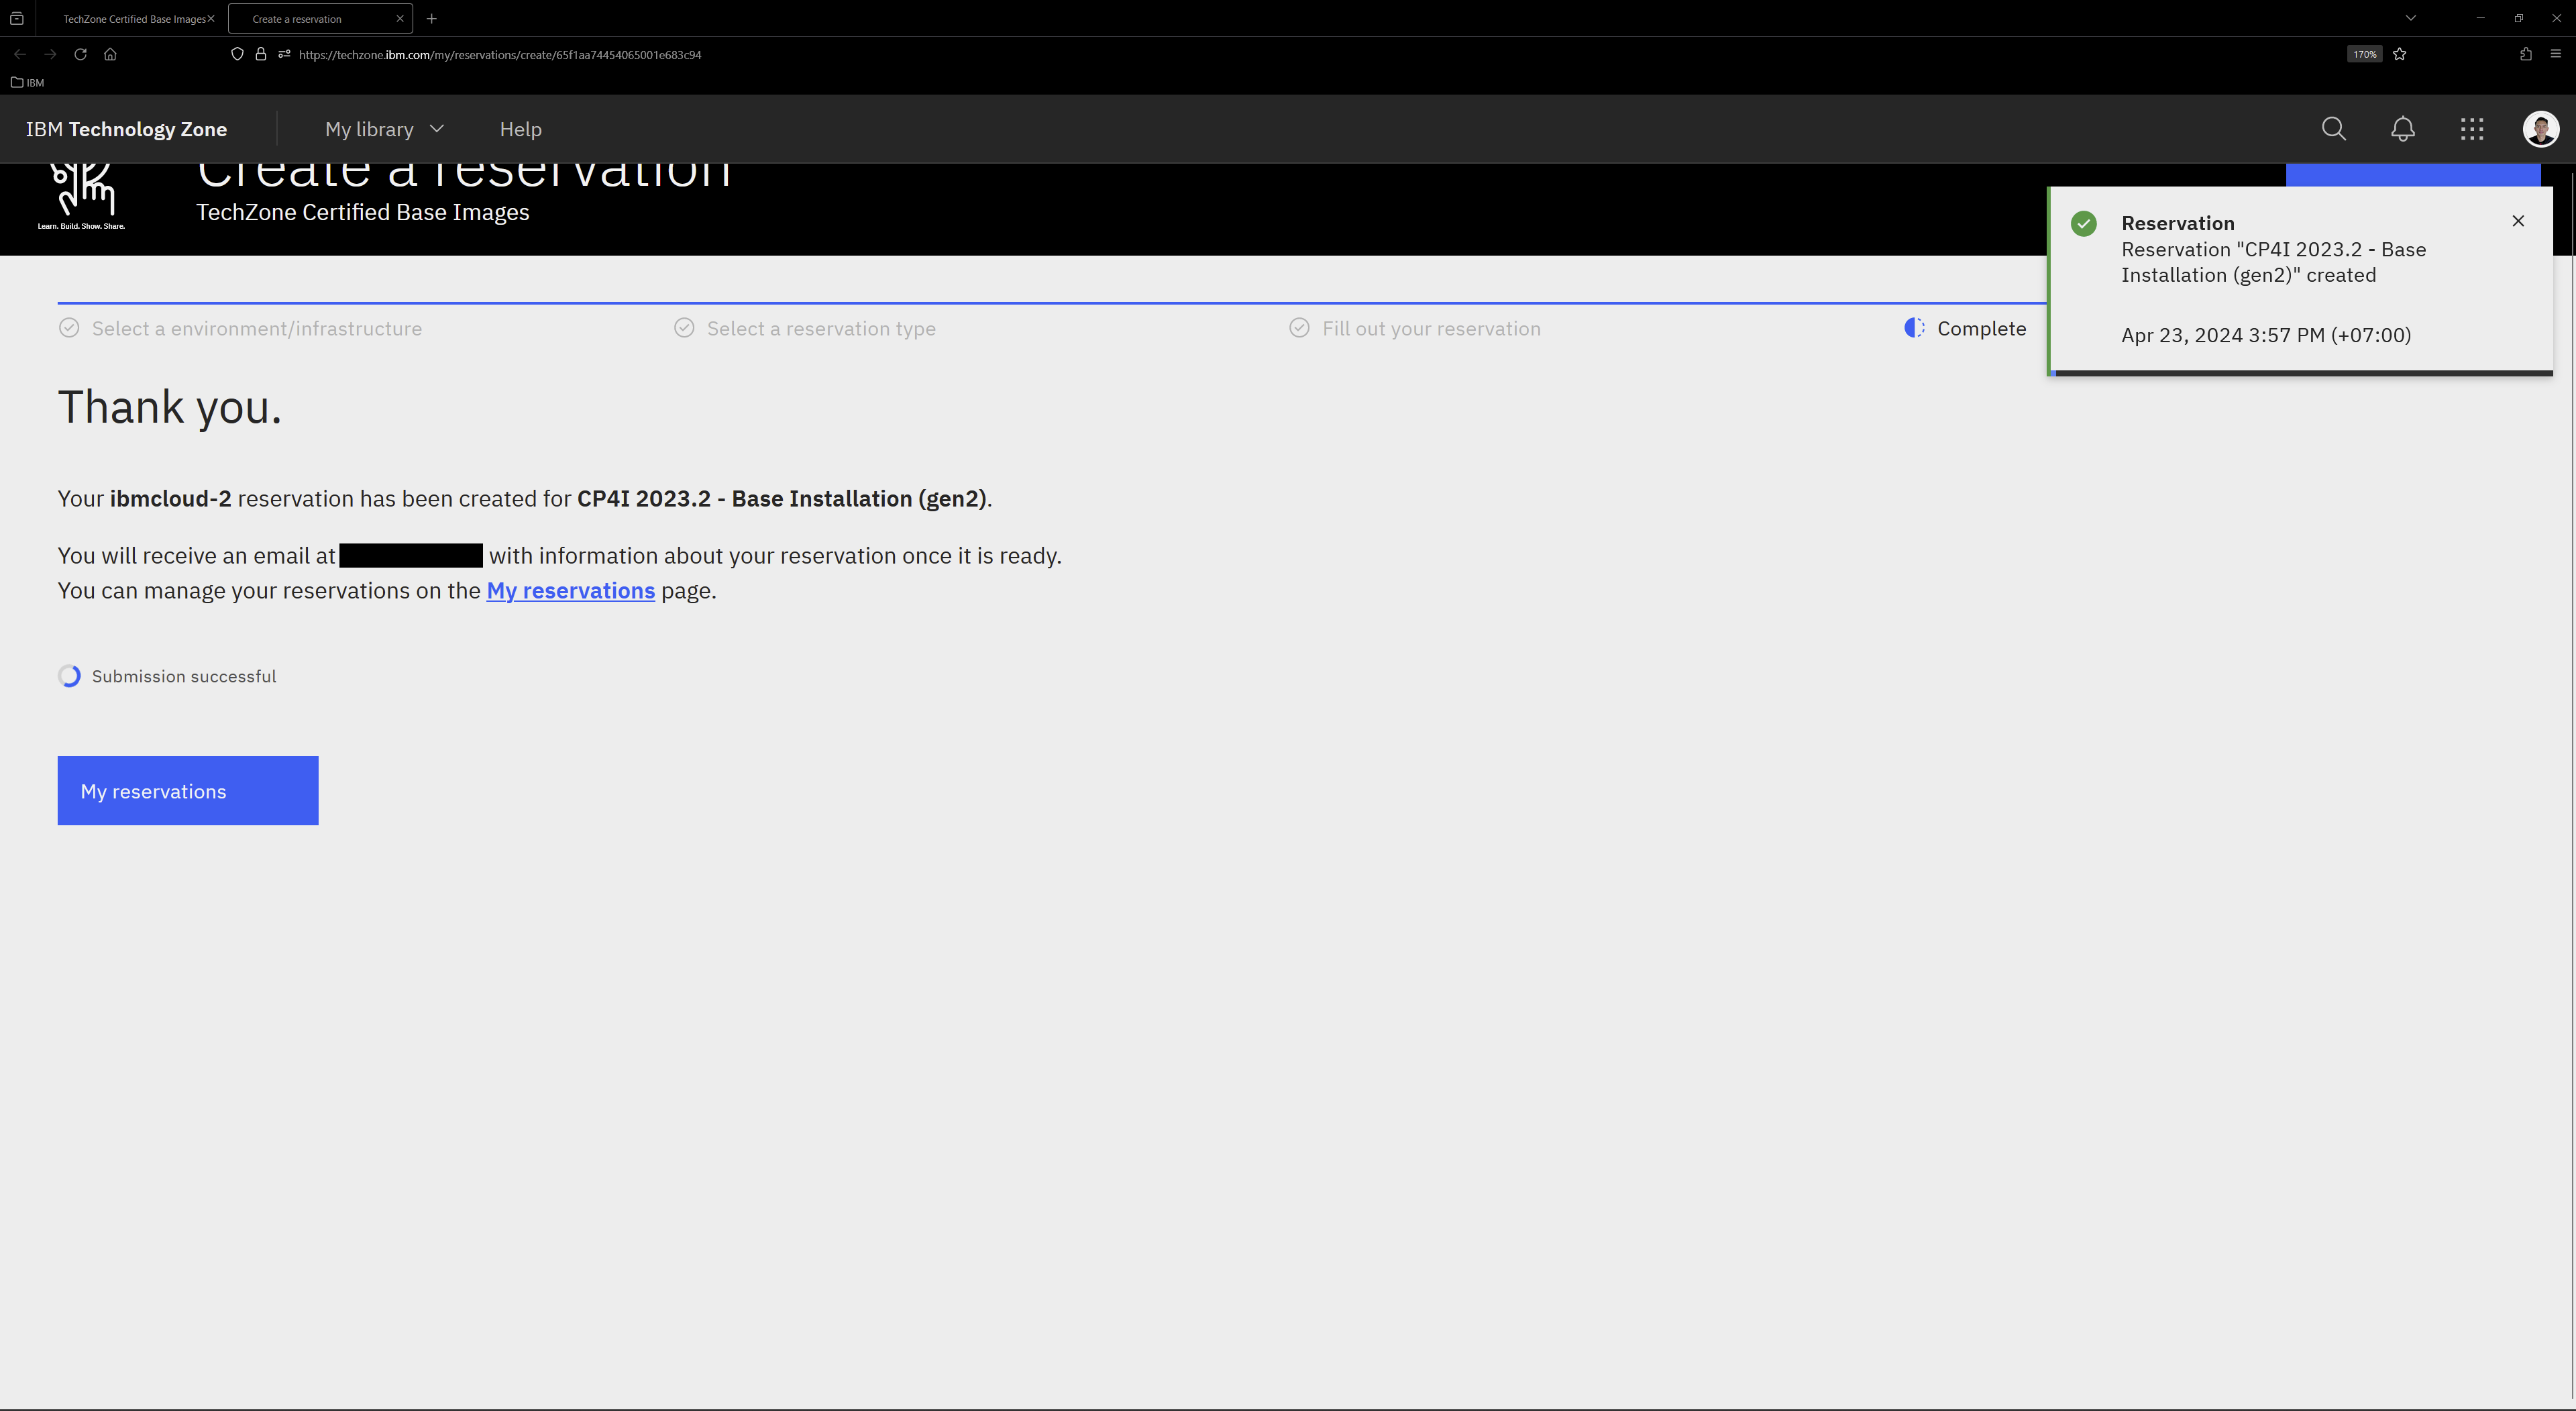 TechZone Certified Base Images
Create a reservation
https://techzone.ibm.com/my/reservations/create/65f1aa74454065001e683c94
170%
IBM
IBM Technology Zone
My library
Help
Create a reservation
TechZone Certified Base Images
Learn. Build. Show. Share.
Reservation
Reservation "CP4I 2023.2 - Base
Installation (gen2)" created
Apr 23, 2024 3:57 PM (+07:00)
Select a environment/infrastructure
Select a reservation type
Fill out your reservation
Complete
Thank you.
Your ibmcloud-2 reservation has been created for CP4I 2023.2 - Base Installation (gen2).
You will receive an email at with information about your reservation once it is ready.
You can manage your reservations on the My reservations page.
Submission successful
My reservations